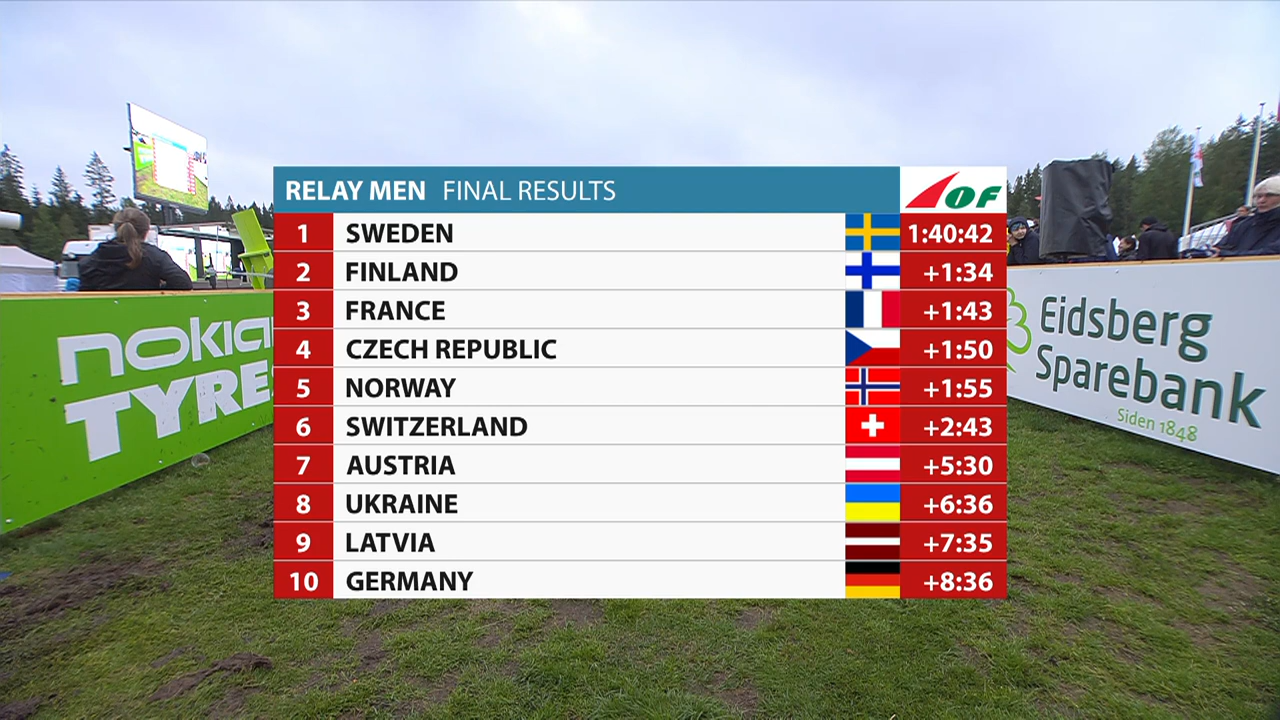 RELAY MEN FINAL RESULTS
IOF
1 SWEDEN 1:40:42
2 FINLAND +1:34
3 FRANCE +1:43
4 CZECH REPUBLIC +1:50
5 NORWAY +1:55
6 SWITZERLAND +2:43
7 AUSTRIA +5:30
8 UKRAINE +6:36
9 LATVIA +7:35
10 GERMANY +8:36
nokia
TYRE
Eidsberg
Sparebank
Siden 1848